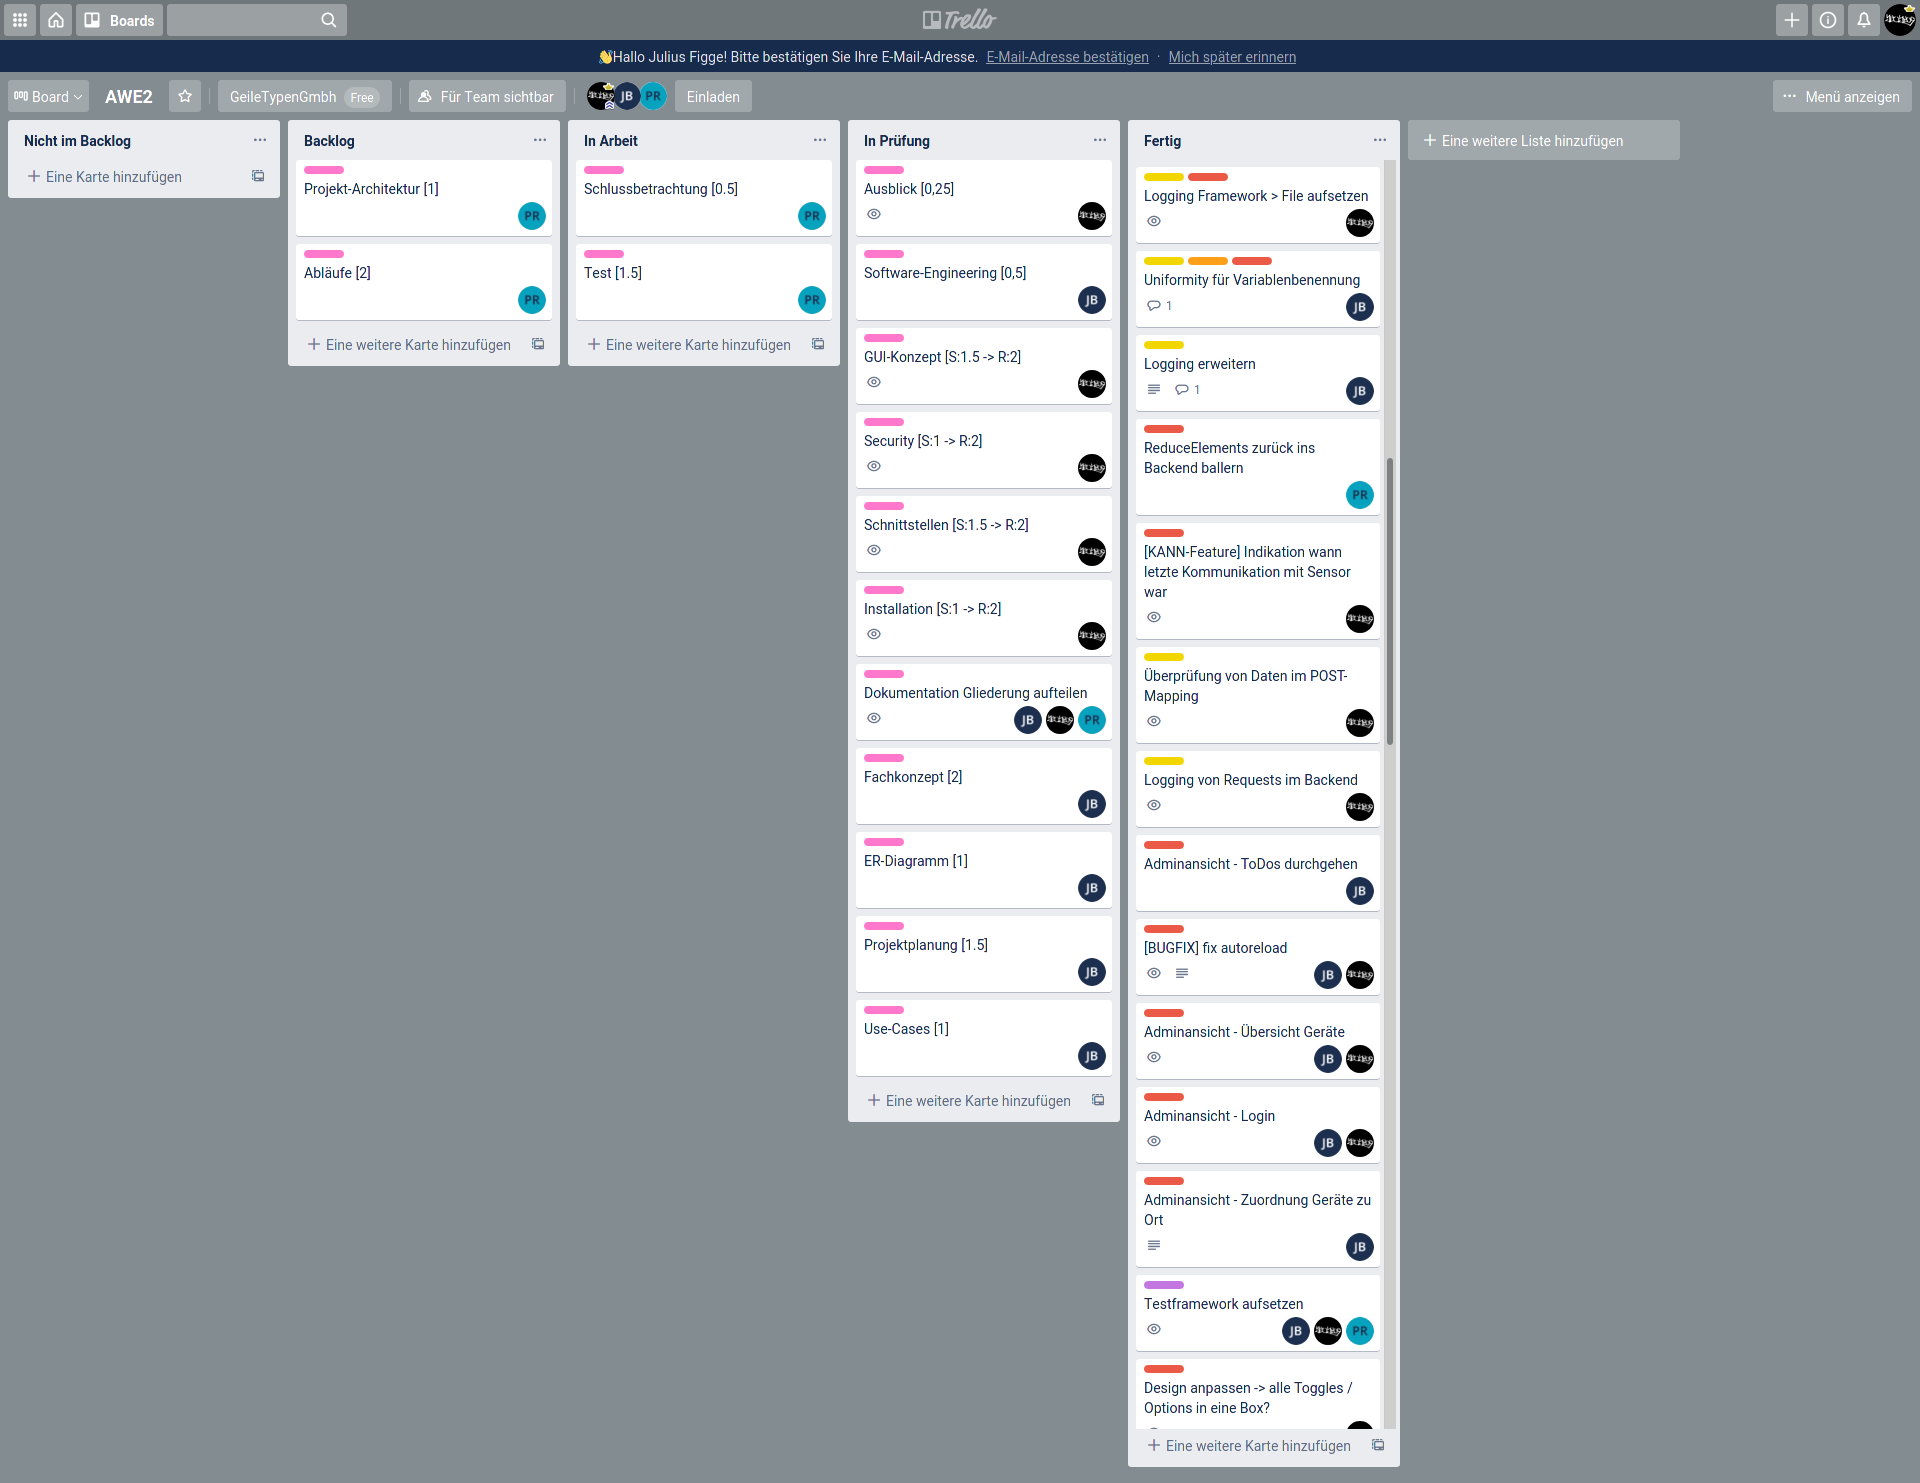 Boards
Trello
Hallo Julius Figge! Bitte bestätigen Sie Ihre E-Mail-Adresse. E-Mail-Adresse bestätigen · Mich später erinnern
Board AWE2 GeileTypenGmbh Free Für Team sichtbar JB PR Einladen ··· Menü anzeigen
Nicht im Backlog
+ Eine Karte hinzufügen
Backlog
Projekt-Architektur [1]
PR
Abläufe [2]
PR
+ Eine weitere Karte hinzufügen
In Arbeit
Schlussbetrachtung [0.5]
PR
Test [1.5]
PR
+ Eine weitere Karte hinzufügen
In Prüfung
Ausblick [0,25]
Software-Engineering [0,5]
JB
GUI-Konzept [S:1.5 -> R:2]
Security [S:1 -> R:2]
Schnittstellen [S:1.5 -> R:2]
Installation [S:1 -> R:2]
Dokumentation Gliederung aufteilen
JB PR
Fachkonzept [2]
JB
ER-Diagramm [1]
JB
Projektplanung [1.5]
JB
Use-Cases [1]
JB
+ Eine weitere Karte hinzufügen
Fertig
Logging Framework > File aufsetzen
Uniformity für Variablenbenennung
1 JB
Logging erweitern
1 JB
ReduceElements zurück ins
Backend ballern
PR
[KANN-Feature] Indikation wann
letzte Kommunikation mit Sensor
war
Überprüfung von Daten im POST-
Mapping
Logging von Requests im Backend
Adminansicht - ToDos durchgehen
JB
[BUGFIX] fix autoreload
JB
Adminansicht - Übersicht Geräte
JB
Adminansicht - Login
JB
Adminansicht - Zuordnung Geräte zu
Ort
JB
Testframework aufsetzen
JB PR
Design anpassen -> alle Toggles /
Options in eine Box?
+ Eine weitere Karte hinzufügen
+ Eine weitere Liste hinzufügen